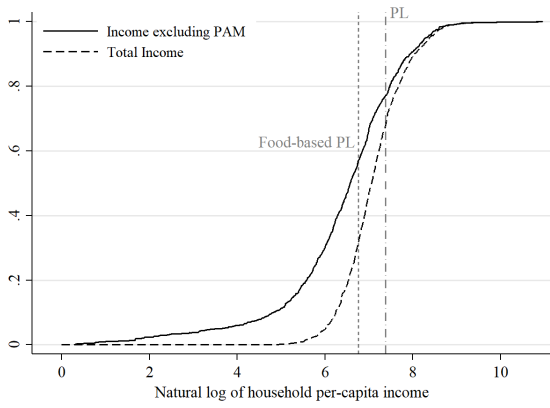 PL
Income excluding PAM
Total Income
Food-based PL
1
.8
.6
.4
.2
0
0 2 4 6 8 10
Natural log of household per-capita income